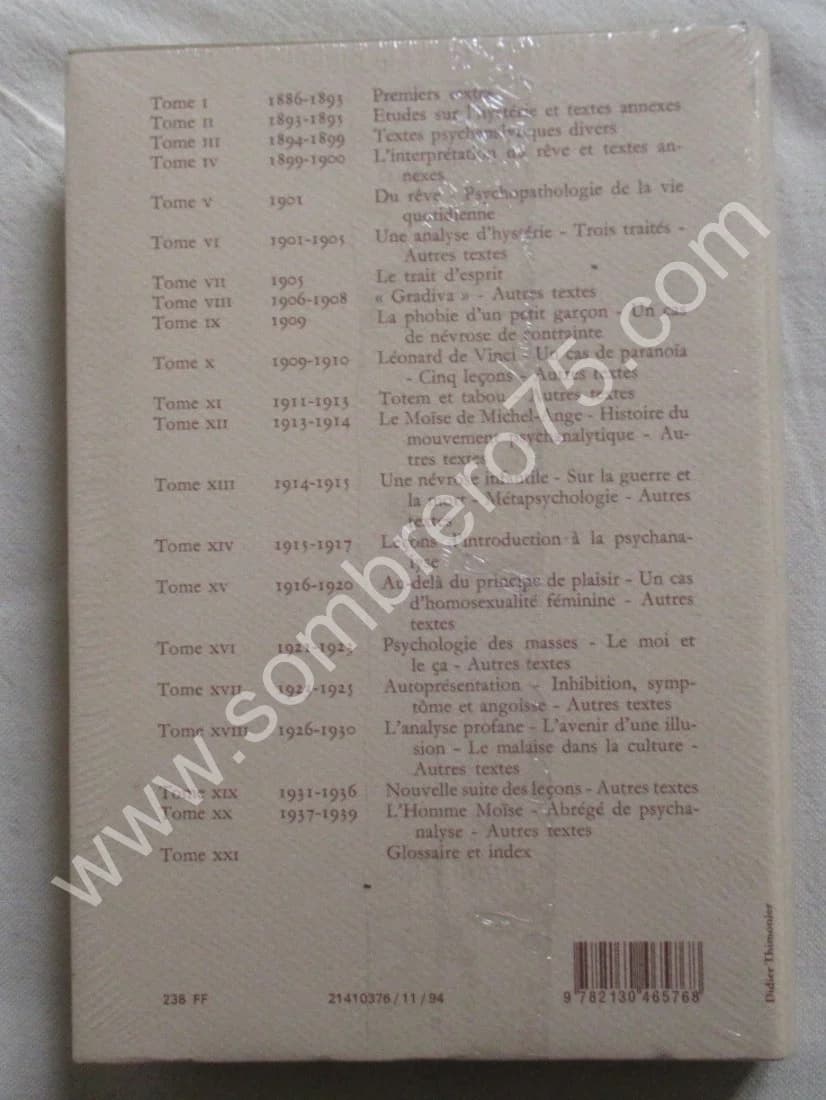 Tome I 1886-1893 Premiers textes
Tome II 1893-1895 Etudes sur l'hystérie et textes annexes
Tome III 1894-1899 Textes psychanalytiques divers
Tome IV 1899-1900 L'interprétation du rêve et textes an-
nexes
Tome V 1901 Du rêve - Psychopathologie de la vie
quotidienne
Tome VI 1901-1905 Une analyse d'hystérie - Trois traités -
Autres textes
Tome VII 1905 Le trait d'esprit
Tome VIII 1906-1908 « Gradiva » - Autres textes
Tome IX 1909 La phobie d'un petit garçon - Un cas
de névrose de contrainte
Tome X 1909-1910 Léonard de Vinci - Un cas de paranoïa
- Cinq leçons - Autres textes
Tome XI 1911-1913 Totem et tabou - Autres textes
Tome XII 1913-1914 Le Moïse de Michel-Ange - Histoire du
mouvement psychanalytique - Au-
tres textes
Tome XIII 1914-1915 Une névrose infantile - Sur la guerre et
la mort - Métapsychologie - Autres
textes
Tome XIV 1915-1917 Leçons d'introduction à la psychana-
lyse
Tome XV 1916-1920 Au-delà du principe de plaisir - Un cas
d'homosexualité féminine - Autres
textes
Tome XVI 1921-1923 Psychologie des masses - Le moi et
le ça - Autres textes
Tome XVII 1923-1925 Autoprésentation - Inhibition, symp-
tôme et angoisse - Autres textes
Tome XVIII 1926-1930 L'analyse profane - L'avenir d'une illu-
sion - Le malaise dans la culture -
Autres textes
Tome XIX 1931-1936 Nouvelle suite des leçons - Autres textes
Tome XX 1937-1939 L'Homme Moïse - Abrégé de psycha-
nalyse - Autres textes
Tome XXI Glossaire et index
www.sombrero75.com
Didier Thimonier
238 FF 21410376 / 11 / 94 9 782130 465768